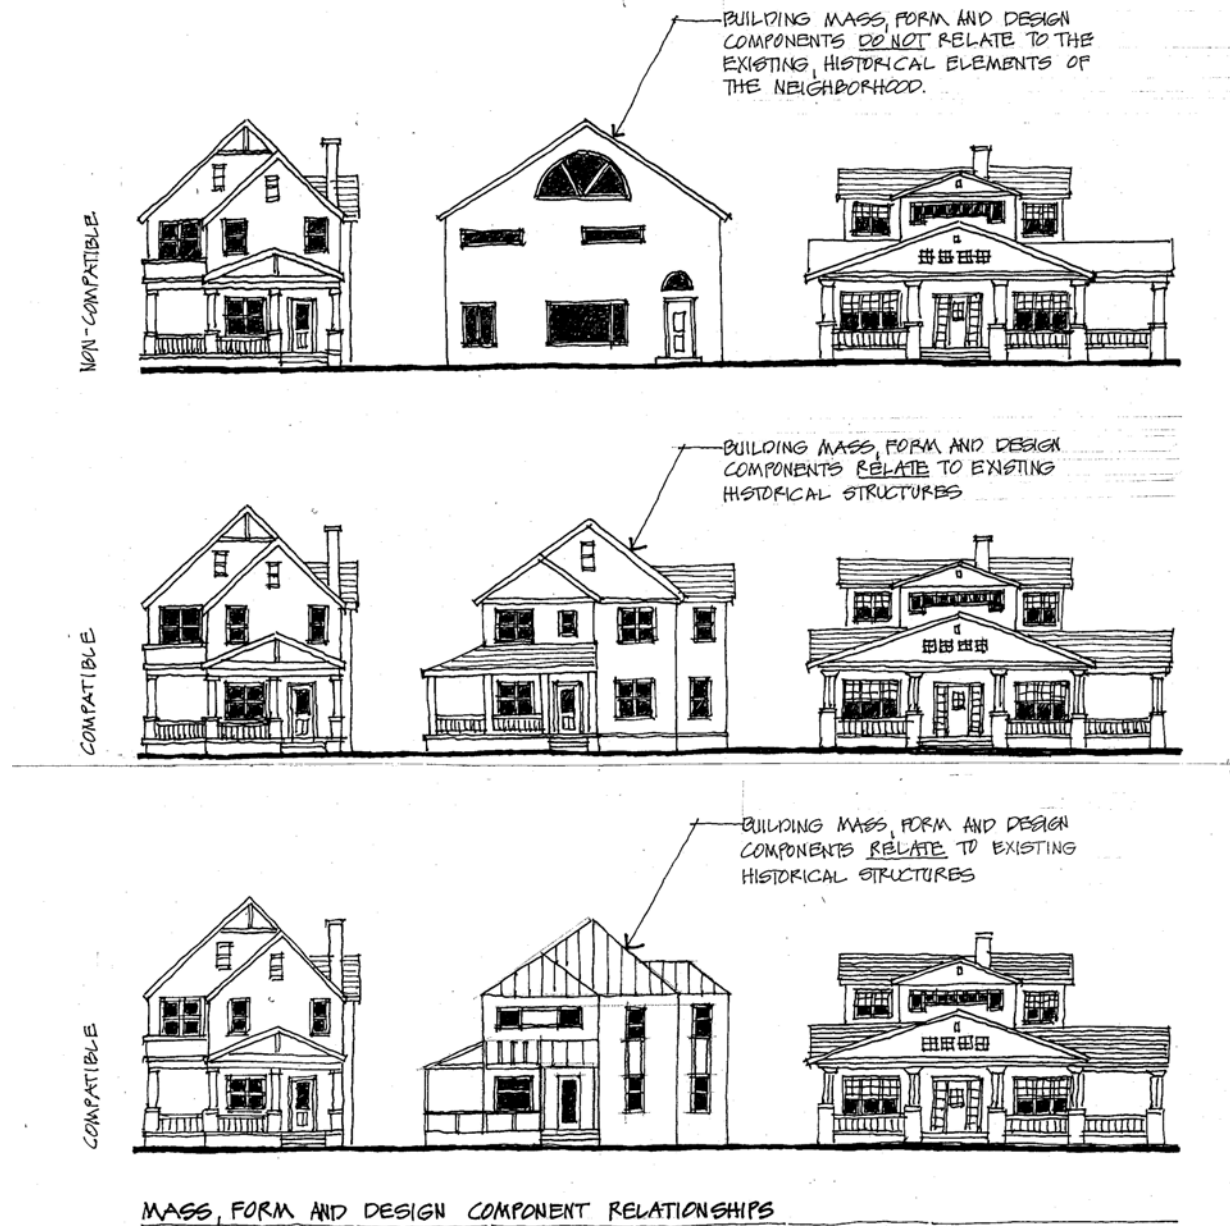 BUILDING MASS, FORM AND DESIGN
COMPONENTS DO NOT RELATE TO THE
EXISTING, HISTORICAL ELEMENTS OF
THE NEIGHBORHOOD.
NON-COMPATIBLE
BUILDING MASS, FORM AND DESIGN
COMPONENTS RELATE TO EXISTING
HISTORICAL STRUCTURES
COMPATIBLE
BUILDING MASS, FORM AND DESIGN
COMPONENTS RELATE TO EXISTING
HISTORICAL STRUCTURES
COMPATIBLE
MASS, FORM AND DESIGN COMPONENT RELATIONSHIPS